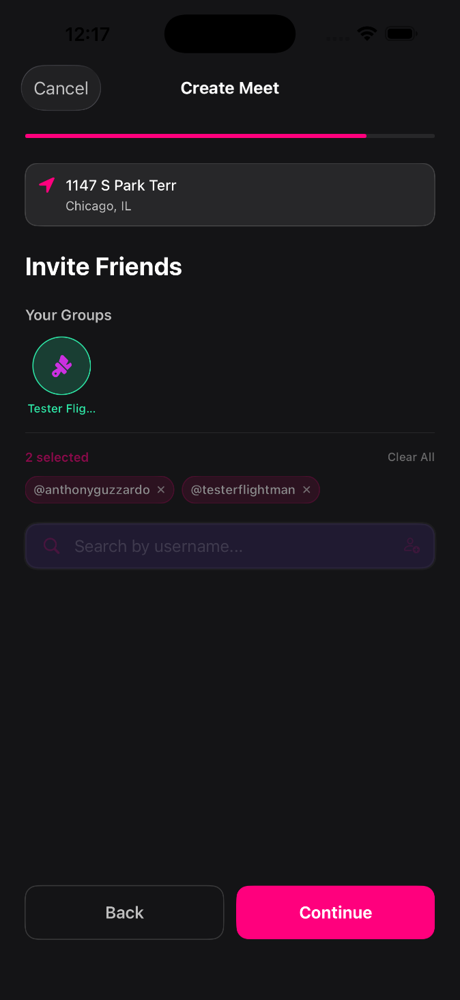 12:17
Cancel
Create Meet
1147 S Park Terr
Chicago, IL
Invite Friends
Your Groups
Tester Flig...
2 selected
Clear All
@anthonyguzzardo ×
@testerflightman ×
Search by username...
Back
Continue